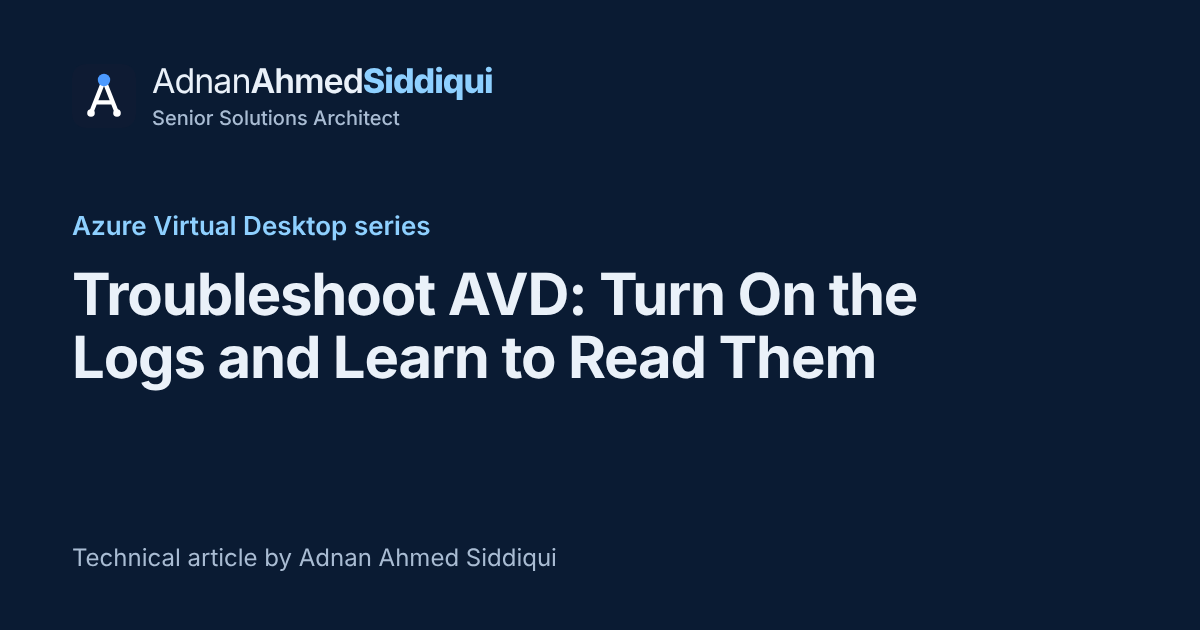 AdnanAhmedSiddiqui
Senior Solutions Architect
Azure Virtual Desktop series
Troubleshoot AVD: Turn On the
Logs and Learn to Read Them
Technical article by Adnan Ahmed Siddiqui